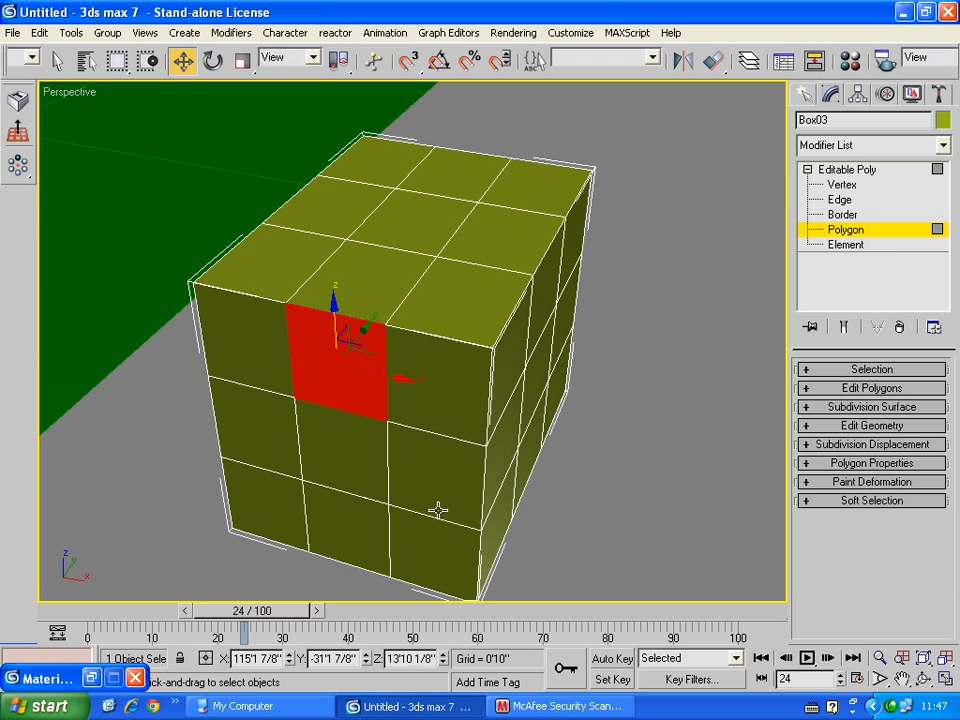 Untitled - 3ds max 7 - Stand-alone License
File Edit Tools Group Views Create Modifiers Character reactor Animation Graph Editors Rendering Customize MAXScript Help
View View
Perspective
Box03
Modifier List
Editable Poly
Vertex
Edge
Border
Polygon
Element
+ Selection
+ Edit Polygons
+ Subdivision Surface
+ Edit Geometry
+ Subdivision Displacement
+ Polygon Properties
+ Paint Deformation
+ Soft Selection
z
x
z
y
x
< 24 / 100 >
0 10 20 30 40 50 60 70 80 90 100
1 Object Sele X: 115'1 7/8" Y: -31'1 7/8" Z: 13'10 1/8" Grid = 0'10" Auto Key Selected
Materi... ick-and-drag to select objects Add Time Tag Set Key Key Filters... 24
start My Computer Untitled - 3ds max 7 ... McAfee Security Scan... 11:47